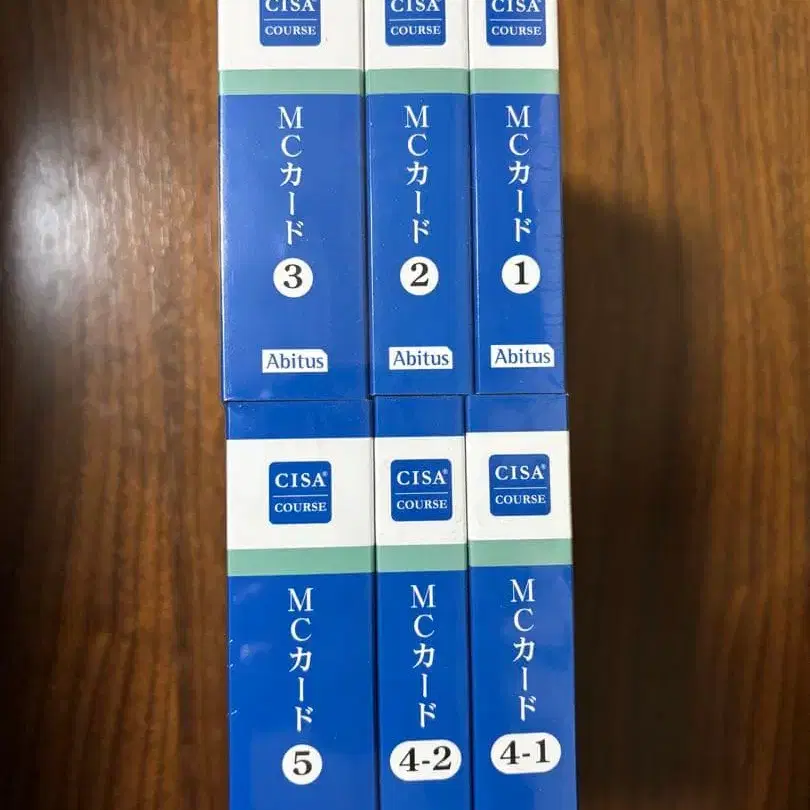 CISA®
COURSE
MCカード
3
Abitus
CISA®
COURSE
MCカード
2
Abitus
CISA®
COURSE
MCカード
1
Abitus
CISA®
COURSE
MCカード
5
CISA®
COURSE
MCカード
4-2
CISA®
COURSE
MCカード
4-1